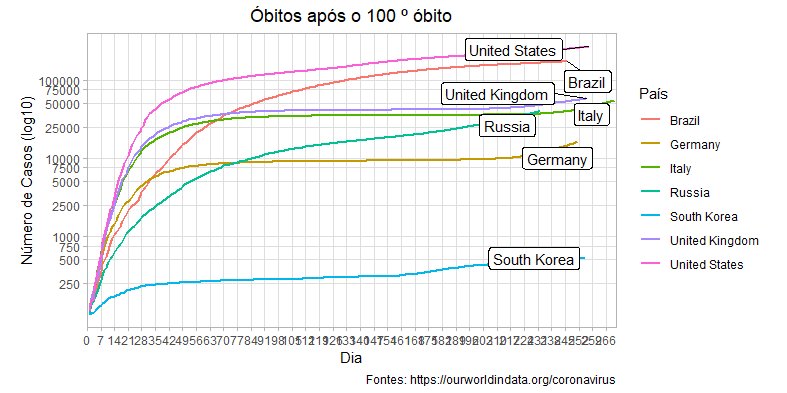 Óbitos após o 100 º óbito
Número de Casos (log10)
100000
75000
50000
25000
10000
7500
5000
2500
1000
750
500
250
United States
Brazil
United Kingdom
Italy
Russia
Germany
South Korea
0 7 14 21 28 35 42 49 56 63 70 77 84 91 98 105 112 119 126 133 140 147 154 161 168 175 182 189 196 203 210 217 224 231 238 245 252 259 266
Dia
País
Brazil
Germany
Italy
Russia
South Korea
United Kingdom
United States
Fontes: https://ourworldindata.org/coronavirus